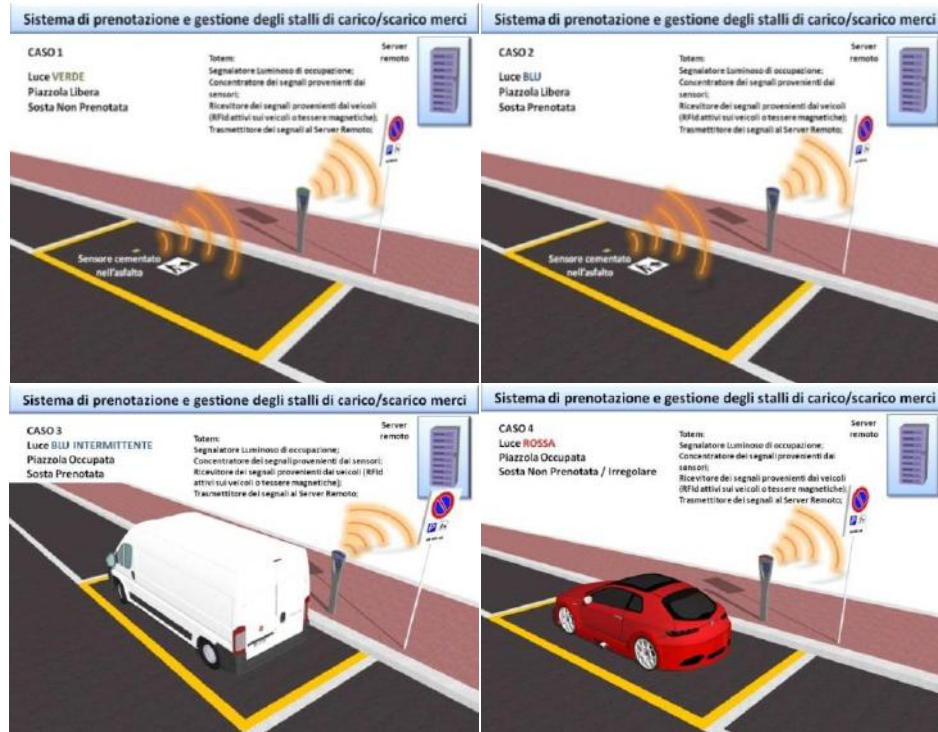 Sistema di prenotazione e gestione degli stalli di carico/scarico merci
CASO 1
Luce VERDE
Piazzola Libera
Sosta Non Prenotata
Totem:
Segnalatore Luminoso di occupazione;
Concentratore dei segnali provenienti dai
sensori;
Ricevitore dei segnali provenienti dai veicoli
(RFId attivi sui veicoli o tessere magnetiche);
Trasmettitore dei segnali al Server Remoto;
Server
remoto
Sensore cementato
nell'asfalto
Sistema di prenotazione e gestione degli stalli di carico/scarico merci
CASO 2
Luce BLU
Piazzola Libera
Sosta Prenotata
Totem:
Segnalatore Luminoso di occupazione;
Concentratore dei segnali provenienti dai
sensori;
Ricevitore dei segnali provenienti dai veicoli
(RFId attivi sui veicoli o tessere magnetiche);
Trasmettitore dei segnali al Server Remoto;
Server
remoto
Sensore cementato
nell'asfalto
Sistema di prenotazione e gestione degli stalli di carico/scarico merci
CASO 3
Luce BLU INTERMITTENTE
Piazzola Occupata
Sosta Prenotata
Totem:
Segnalatore Luminoso di occupazione;
Concentratore dei segnali provenienti dai sensori;
Ricevitore dei segnali provenienti dai veicoli (RFId
attivi sui veicoli o tessere magnetiche);
Trasmettitore dei segnali al Server Remoto;
Server
remoto
P
Sistema di prenotazione e gestione degli stalli di carico/scarico merci
CASO 4
Luce ROSSA
Piazzola Occupata
Sosta Non Prenotata / Irregolare
Totem:
Segnalatore Luminoso di occupazione;
Concentratore dei segnali provenienti dai
sensori;
Ricevitore dei segnali provenienti dai veicoli
(RFId attivi sui veicoli o tessere magnetiche);
Trasmettitore dei segnali al Server Remoto;
Server
remoto
P